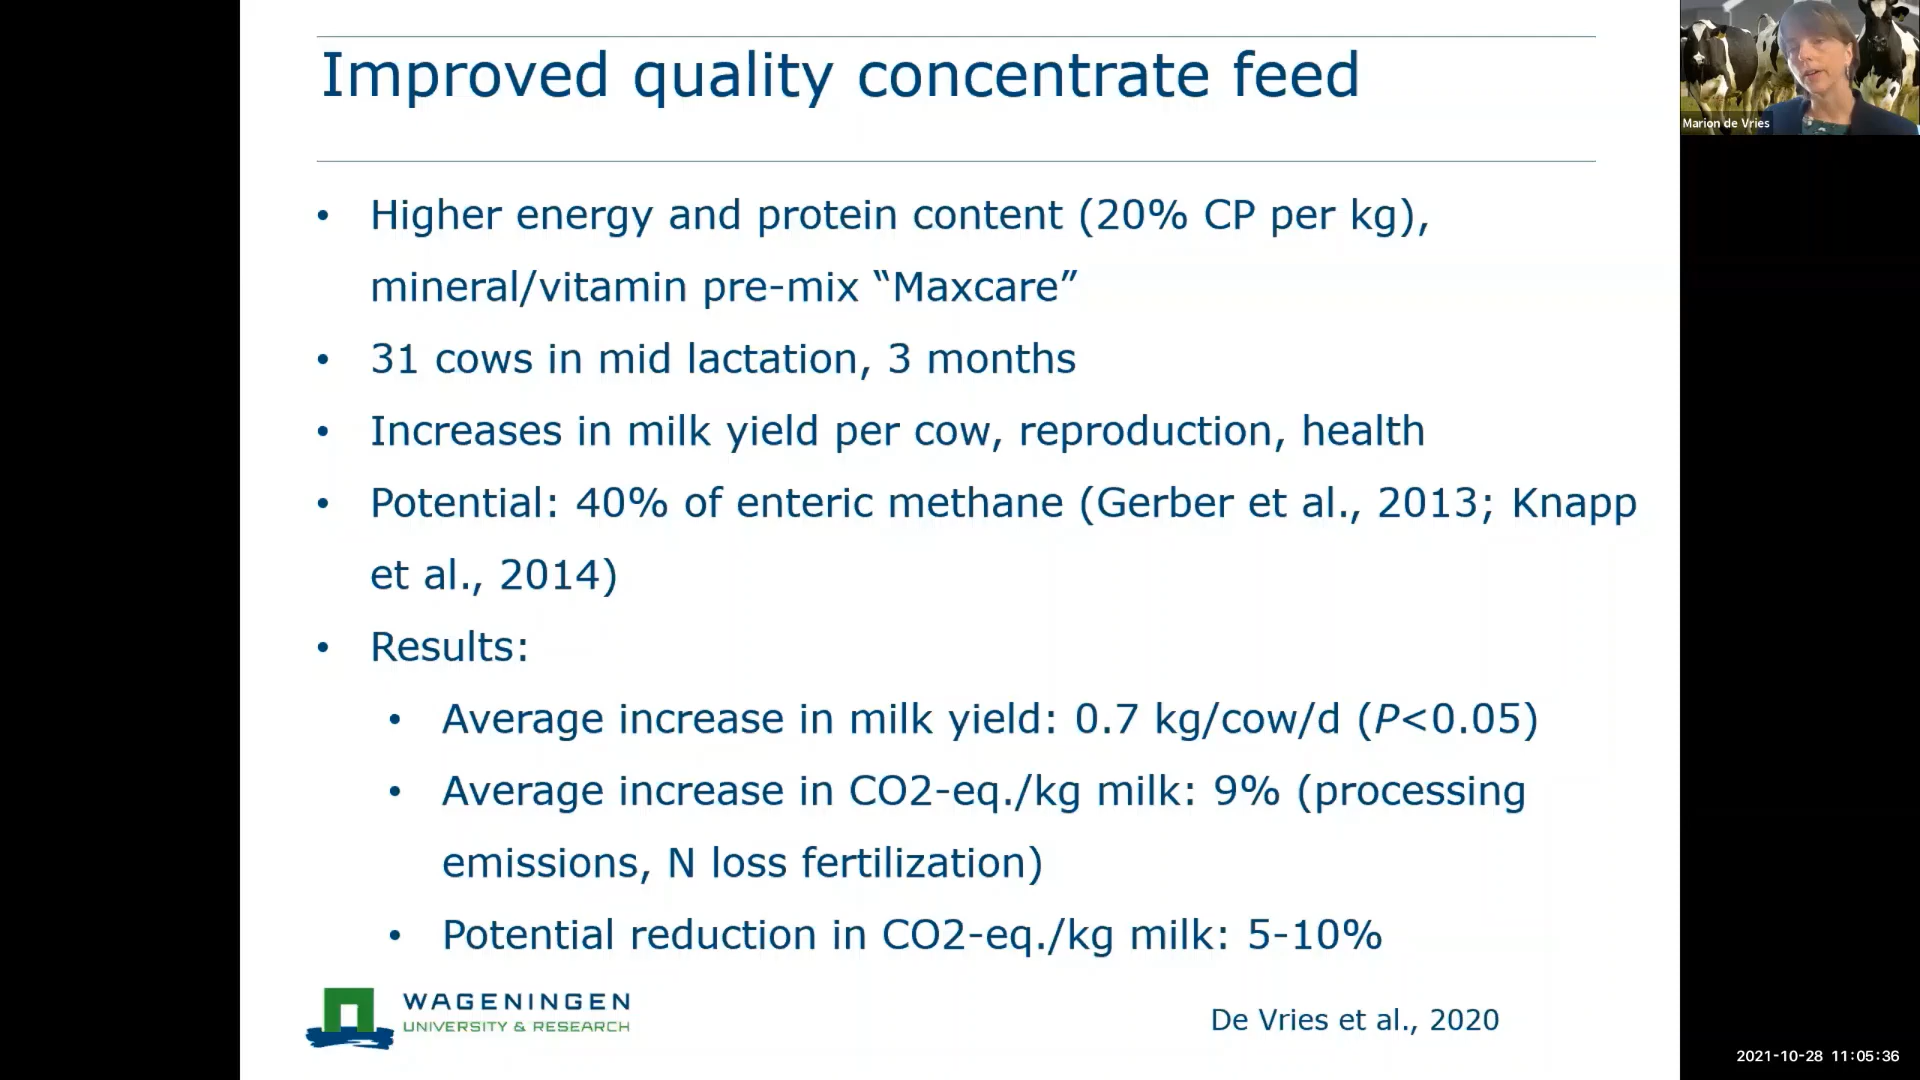 Improved quality concentrate feed
Marion de Vries
• Higher energy and protein content (20% CP per kg),
mineral/vitamin pre-mix “Maxcare”
• 31 cows in mid lactation, 3 months
• Increases in milk yield per cow, reproduction, health
• Potential: 40% of enteric methane (Gerber et al., 2013; Knapp
et al., 2014)
• Results:
• Average increase in milk yield: 0.7 kg/cow/d (P<0.05)
• Average increase in CO2-eq./kg milk: 9% (processing
emissions, N loss fertilization)
• Potential reduction in CO2-eq./kg milk: 5-10%
WAGENINGEN
UNIVERSITY & RESEARCH
De Vries et al., 2020
2021-10-28 11:05:36